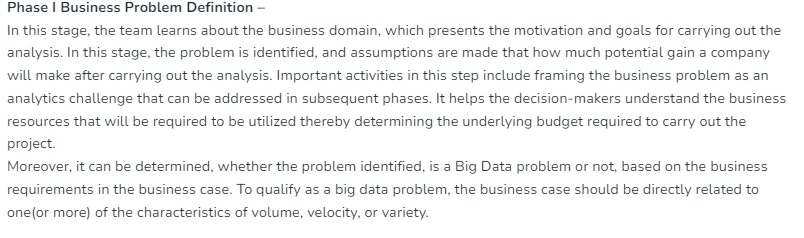 Phase I Business Problem Definition –
In this stage, the team learns about the business domain, which presents the motivation and goals for carrying out the
analysis. In this stage, the problem is identified, and assumptions are made that how much potential gain a company
will make after carrying out the analysis. Important activities in this step include framing the business problem as an
analytics challenge that can be addressed in subsequent phases. It helps the decision-makers understand the business
resources that will be required to be utilized thereby determining the underlying budget required to carry out the
project.
Moreover, it can be determined, whether the problem identified, is a Big Data problem or not, based on the business
requirements in the business case. To qualify as a big data problem, the business case should be directly related to
one(or more) of the characteristics of volume, velocity, or variety.